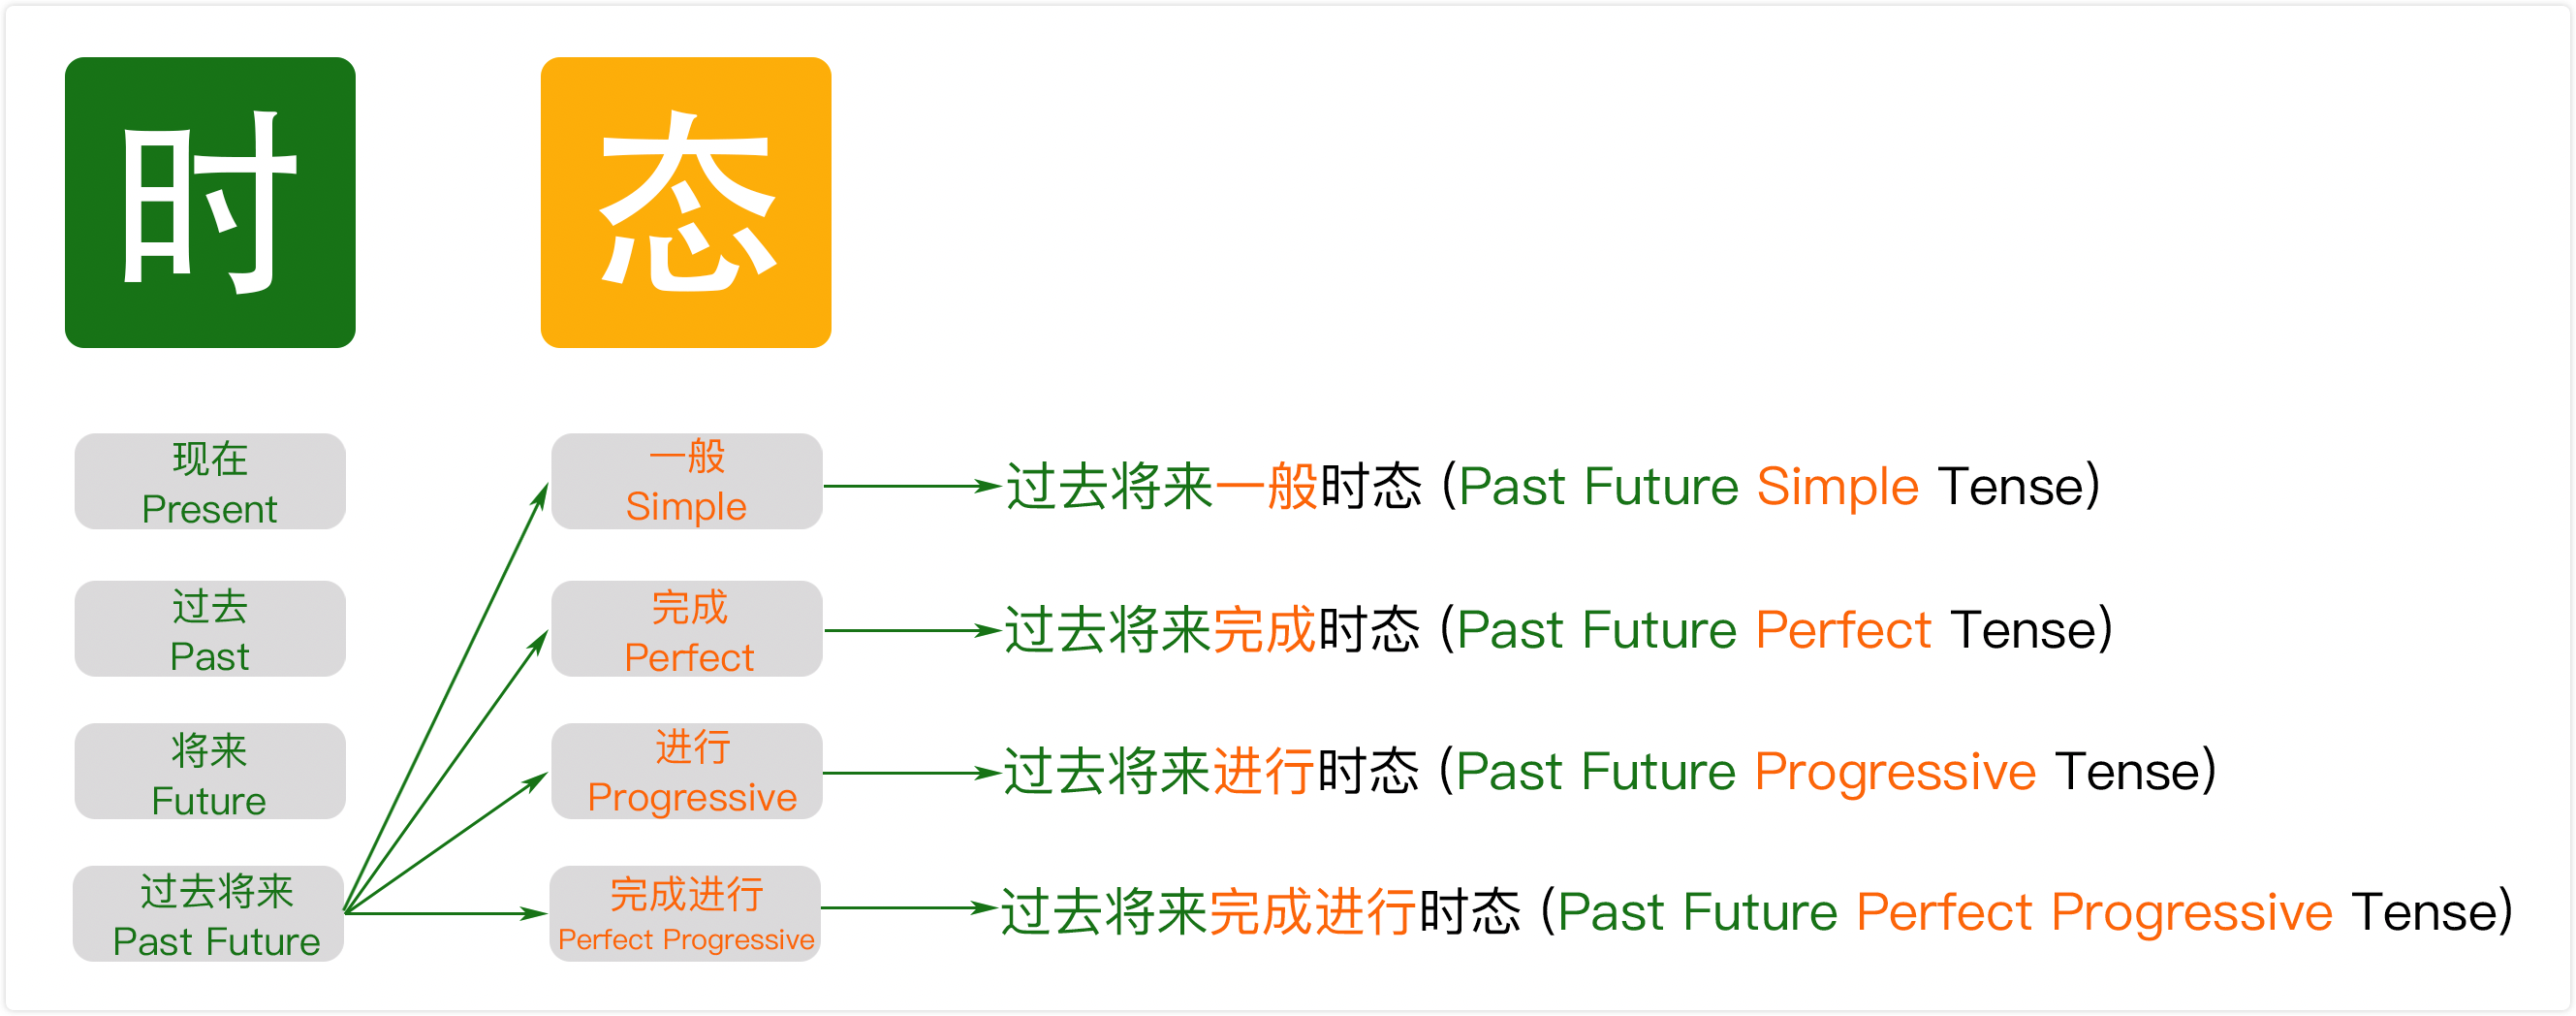 时
态
现在
Present
一般
Simple
过去将来一般时态 (Past Future Simple Tense)
过去
Past
完成
Perfect
过去将来完成时态 (Past Future Perfect Tense)
将来
Future
进行
Progressive
过去将来进行时态 (Past Future Progressive Tense)
过去将来
Past Future
完成进行
Perfect Progressive
过去将来完成进行时态 (Past Future Perfect Progressive Tense)